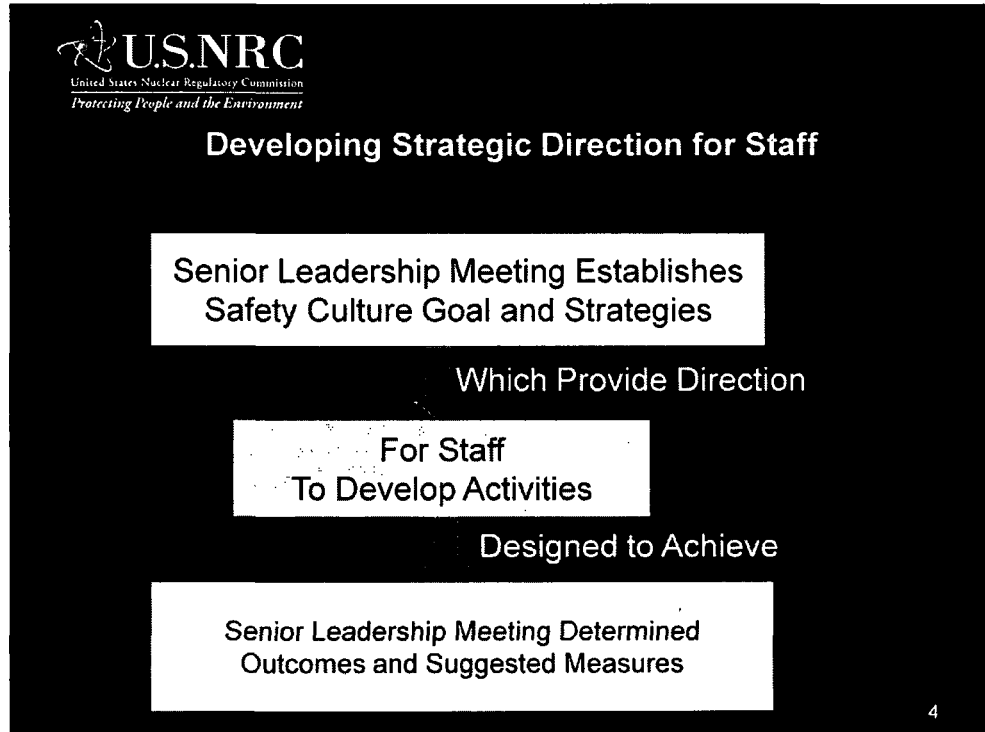 U.S.NRC
United States Nuclear Regulatory Commission
Protecting People and the Environment
Developing Strategic Direction for Staff
Senior Leadership Meeting Establishes
Safety Culture Goal and Strategies
Which Provide Direction
For Staff
To Develop Activities
Designed to Achieve
Senior Leadership Meeting Determined
Outcomes and Suggested Measures
4